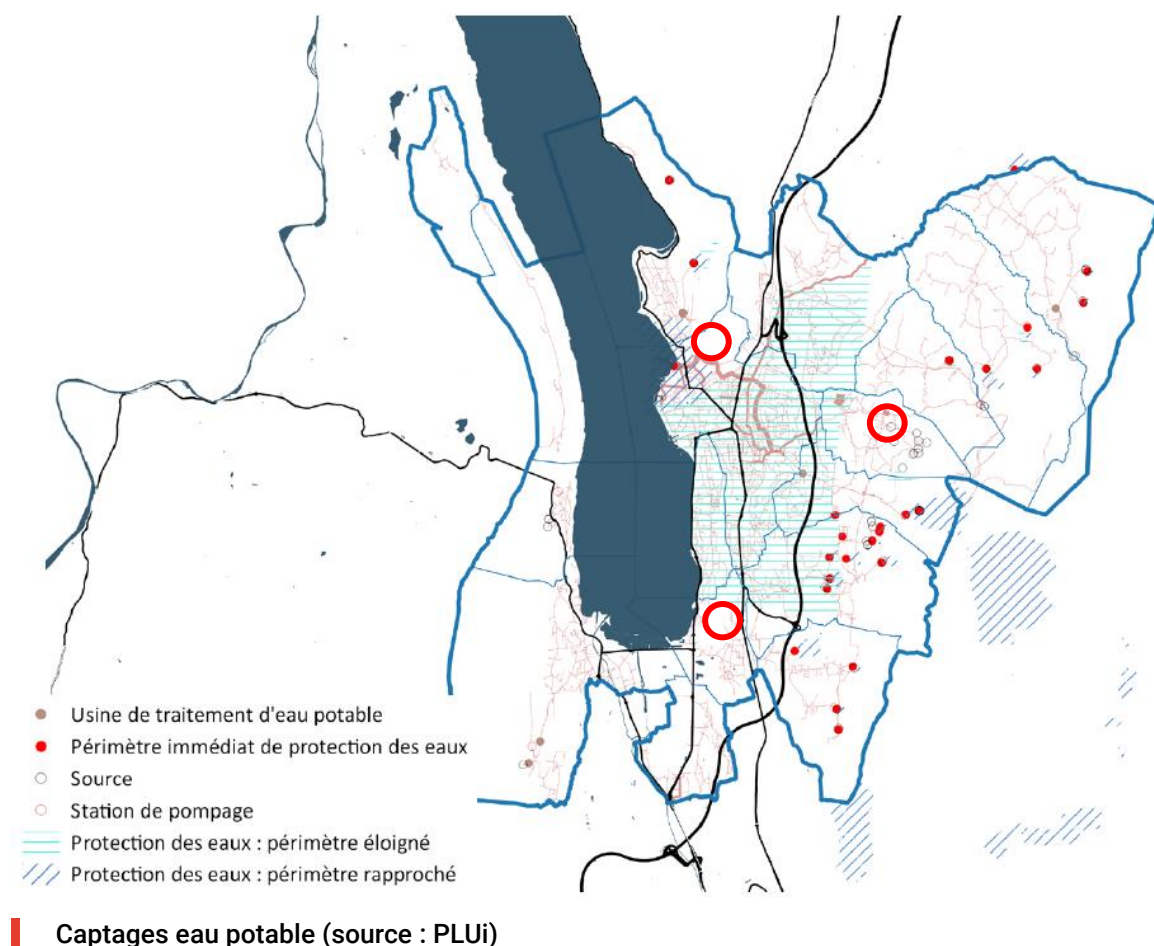 Usine de traitement d'eau potable
Périmètre immédiat de protection des eaux
Source
Station de pompage
Protection des eaux : périmètre éloigné
Protection des eaux : périmètre rapproché
Captages eau potable (source : PLUi)